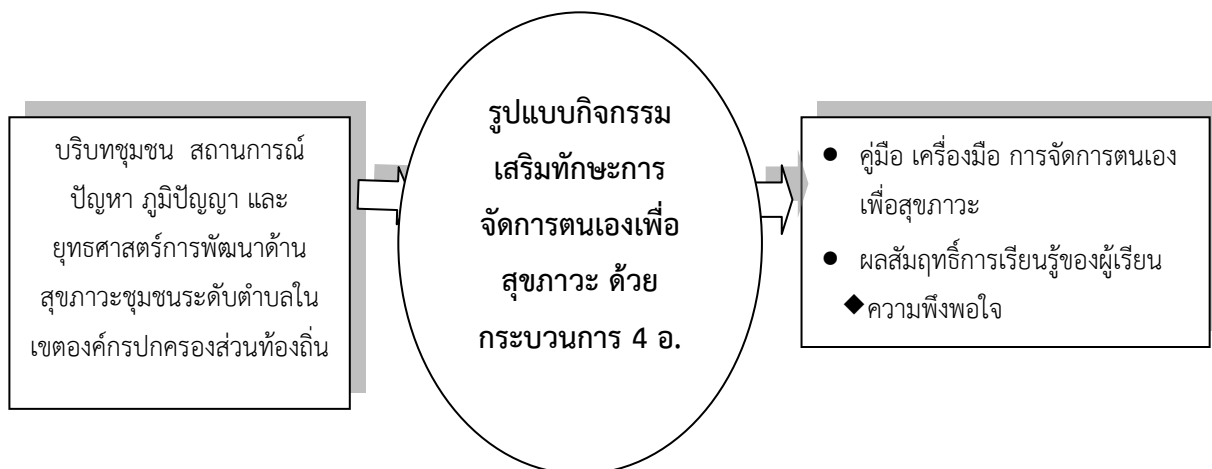 บริบทชุมชน สถานการณ์
ปัญหา ภูมิปัญญา และ
ยุทธศาสตร์การพัฒนาด้าน
สุขภาวะชุมชนระดับตำบลใน
เขตองค์กรปกครองส่วนท้องถิ่น
รูปแบบกิจกรรม
เสริมทักษะการ
จัดการตนเองเพื่อ
สุขภาวะ ด้วย
กระบวนการ 4 อ.
● คู่มือ เครื่องมือ การจัดการตนเอง
เพื่อสุขภาวะ
● ผลสัมฤทธิ์การเรียนรู้ของผู้เรียน
◆ความพึงพอใจ